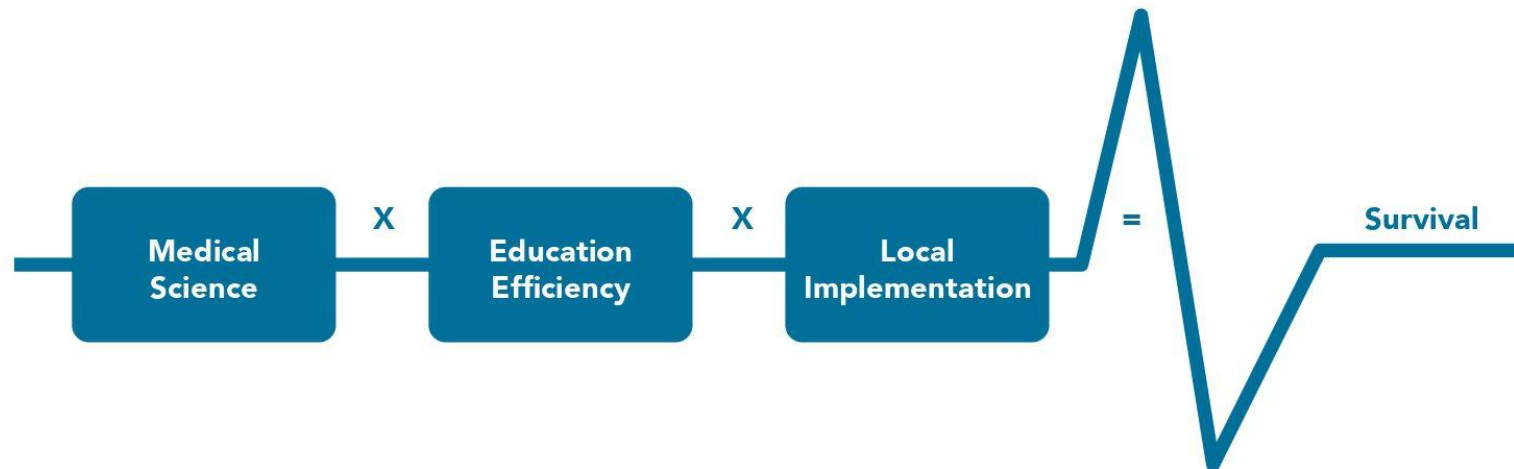 Medical
Science
X
Education
Efficiency
X
Local
Implementation
=
Survival